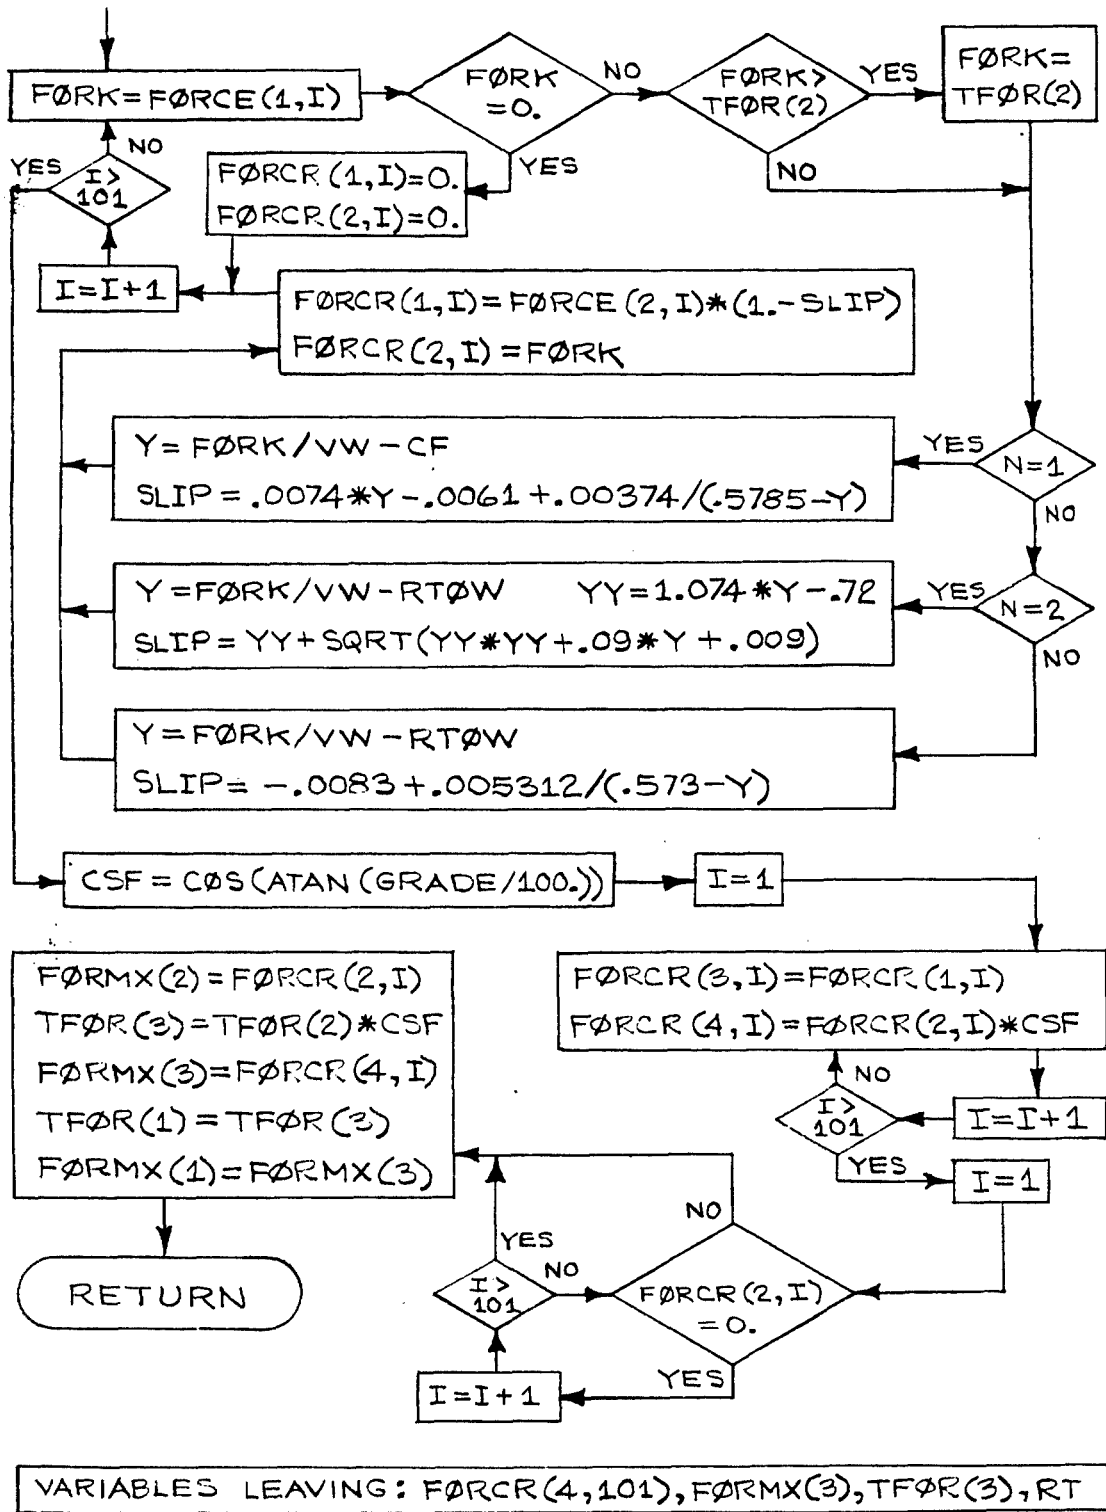 FØRK=FØRCE(1,I)
FØRK
=0.
NO
FØRK>
TFØR(2)
YES
FØRK=
TFØR(2)
NO
YES
I>
101
NO
YES
FØRCR(1,I)=0.
FØRCR(2,I)=0.
I=I+1
FØRCR(1,I)=FØRCE(2,I)*(1.-SLIP)
FØRCR(2,I)=FØRK
Y=FØRK/VW-CF
SLIP=.0074*Y-.0061+.00374/(.5785-Y)
YES
N=1
NO
Y=FØRK/VW-RTØW YY=1.074*Y-.72
SLIP=YY+SQRT(YY*YY+.09*Y+.009)
YES
N=2
NO
Y=FØRK/VW-RTØW
SLIP=-.0083+.005312/(.573-Y)
CSF=CØS(ATAN(GRADE/100.))
I=1
FØRMX(2)=FØRCR(2,I)
TFØR(3)=TFØR(2)*CSF
FØRMX(3)=FØRCR(4,I)
TFØR(1)=TFØR(3)
FØRMX(1)=FØRMX(3)
FØRCR(3,I)=FØRCR(1,I)
FØRCR(4,I)=FØRCR(2,I)*CSF
NO
I>
101
I=I+1
YES
I=1
NO
YES
RETURN
I>
101
NO
FØRCR(2,I)
=0.
YES
I=I+1
VARIABLES LEAVING: FØRCR(4,101),FØRMX(3),TFØR(3),RT